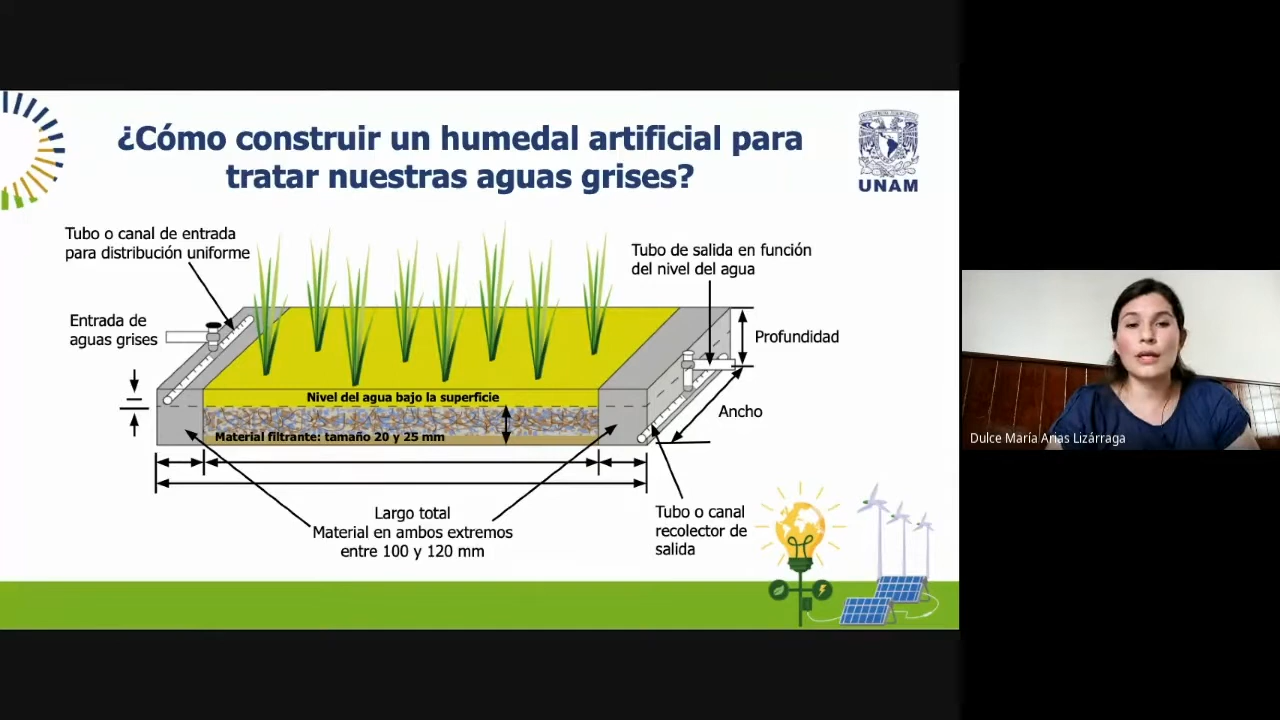 ¿Cómo construir un humedal artificial para
tratar nuestras aguas grises?
UNAM
Tubo o canal de entrada
para distribución uniforme
Tubo de salida en función
del nivel del agua
Entrada de
aguas grises
Profundidad
Nivel del agua bajo la superficie
Ancho
Material filtrante: tamaño 20 y 25 mm
Largo total
Material en ambos extremos
entre 100 y 120 mm
Tubo o canal
recolector de
salida
Dulce María Arias Lizárraga